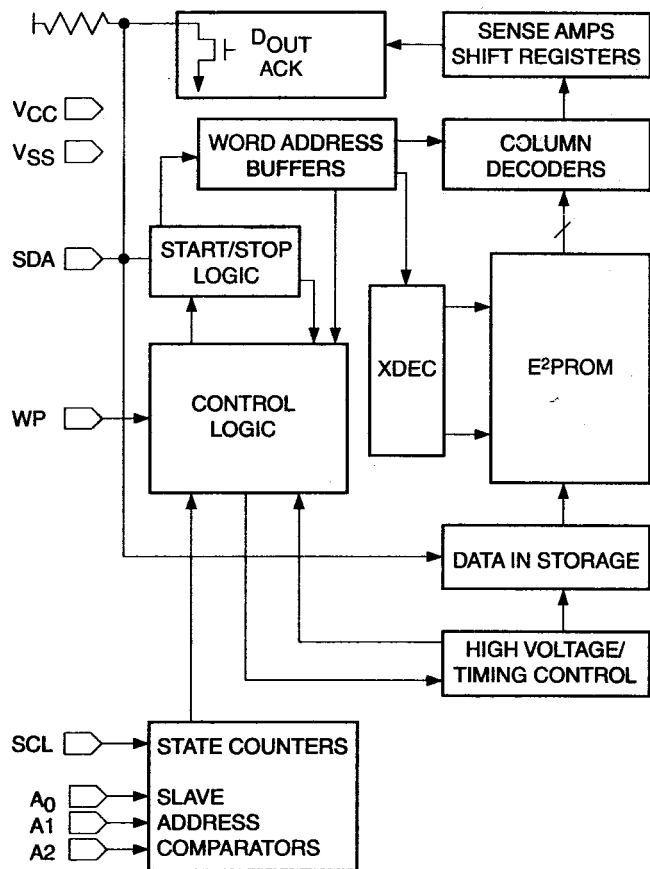 DOUT
ACK
SENSE AMPS
SHIFT REGISTERS
VCC
VSS
WORD ADDRESS
BUFFERS
COLUMN
DECODERS
SDA
START/STOP
LOGIC
XDEC
E²PROM
WP
CONTROL
LOGIC
DATA IN STORAGE
HIGH VOLTAGE/
TIMING CONTROL
SCL
STATE COUNTERS
A0
SLAVE
A1
ADDRESS
A2
COMPARATORS